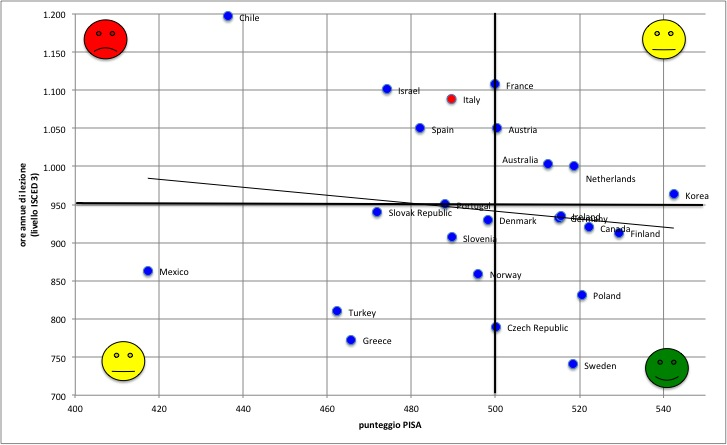 1.200
1.150
1.100
1.050
1.000
950
900
850
800
750
700
ore annue di lezione
(livello ISCED 3)
Chile
Israel
France
Italy
Spain
Austria
Australia
Netherlands
Korea
Portugal
Slovak Republic
Denmark
Ireland
Germany
Canada
Finland
Slovenia
Mexico
Norway
Poland
Turkey
Czech Republic
Greece
Sweden
400
420
440
460
480
500
520
540
punteggio PISA